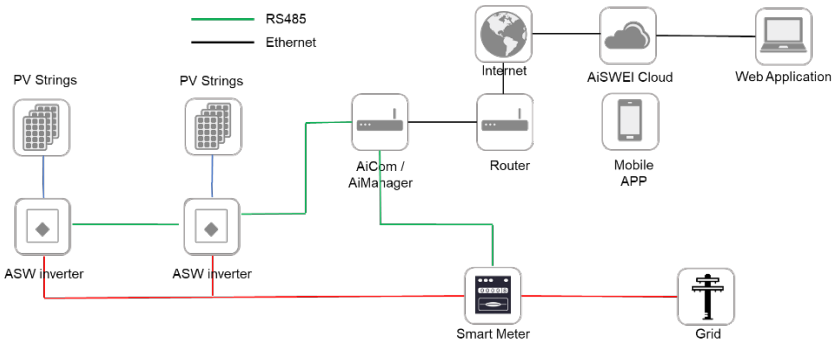 RS485
Ethernet
PV Strings
PV Strings
Internet
AiSWEI Cloud
Web Application
AiCom /
AiManager
Router
Mobile
APP
ASW inverter
ASW inverter
Smart Meter
Grid